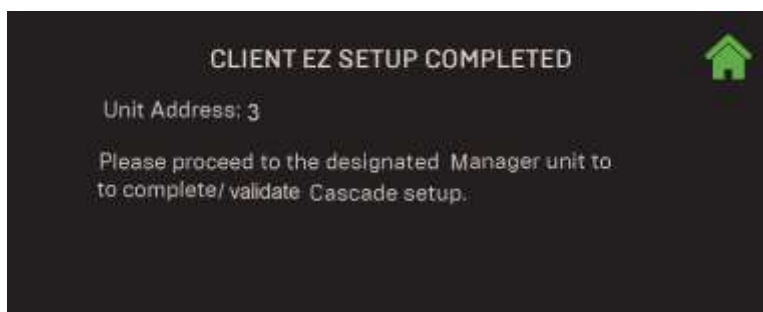 CLIENT EZ SETUP COMPLETED
Unit Address: 3
Please proceed to the designated Manager unit to
to complete/ validate Cascade setup.